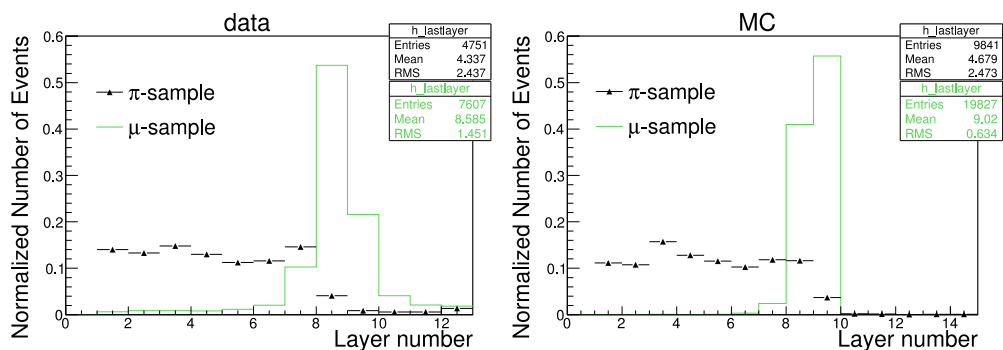 data
Normalized Number of Events
0.6
0.5
0.4
0.3
0.2
0.1
0
0 2 4 6 8 10 12
Layer number
π-sample
μ-sample
h_lastlayer
Entries 4751
Mean 4.337
RMS 2.437
h_lastlayer
Entries 7607
Mean 8.585
RMS 1.451
MC
Normalized Number of Events
0.6
0.5
0.4
0.3
0.2
0.1
0
0 2 4 6 8 10 12 14
Layer number
π-sample
μ-sample
h_lastlayer
Entries 9841
Mean 4.679
RMS 2.473
h_lastlayer
Entries 19827
Mean 9.02
RMS 0.634